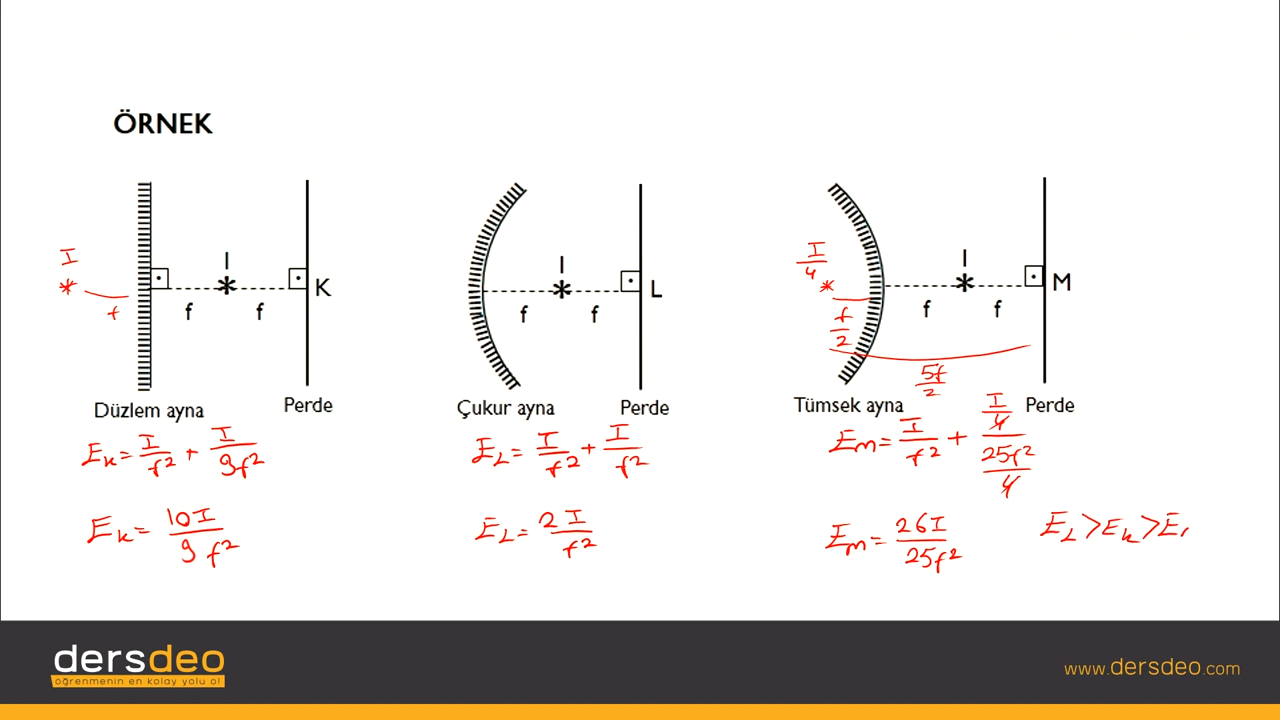 ÖRNEK
I
*
f
I
*
f
f
K
Düzlem ayna
Perde
E_K = I/f² + I/9f²
E_K = 10I/9f²
I
*
f
f
L
Çukur ayna
Perde
E_L = I/f² + I/f²
E_L = 2I/f²
I/4
*
f/2
5f/2
I
*
f
f
M
Tümsek ayna
Perde
E_m = I/f² + (I/4)/(25f²/4)
E_m = 26I/25f²
E_L > E_K > E
dersdeo
öğrenmenin en kolay yolu o!
www.dersdeo.com